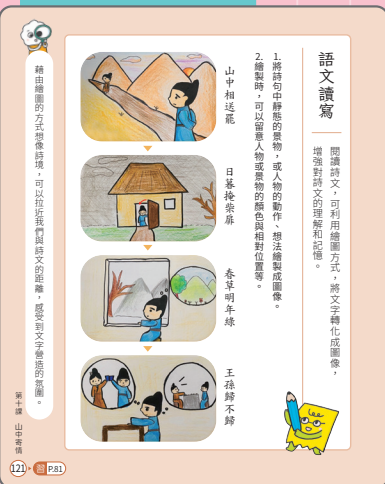 語文讀寫
閱讀詩文，可利用繪圖方式，將文字轉化成圖像，
增強對詩文的理解和記憶。
1.將詩句中靜態的景物，或人物的動作、想法繪製成圖像。
2.繪製時，可以留意人物或景物的顏色與相對位置等。
山中相送罷
日暮掩柴扉
春草明年綠
王孫歸不歸
藉由繪圖的方式想像詩境，可以拉近我們與詩文的距離，感受到文字營造的氛圍。
第十課 山中寄情
121
習 P.81